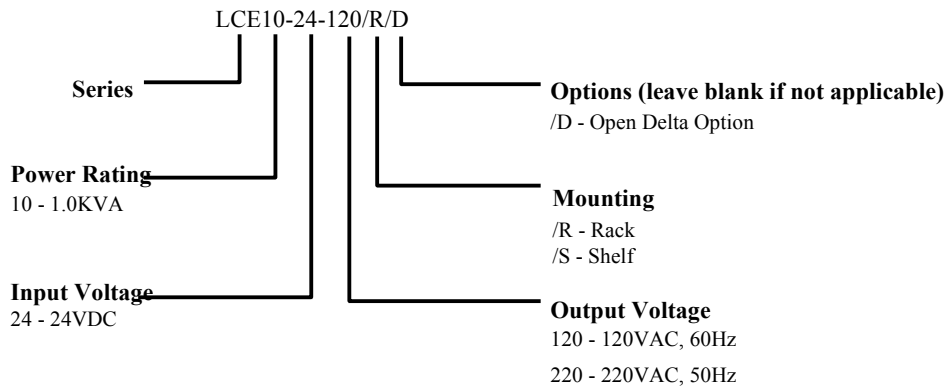 LCE10-24-120/R/D
Series
Power Rating
10 - 1.0KVA
Input Voltage
24 - 24VDC
Options (leave blank if not applicable)
/D - Open Delta Option
Mounting
/R - Rack
/S - Shelf
Output Voltage
120 - 120VAC, 60Hz
220 - 220VAC, 50Hz